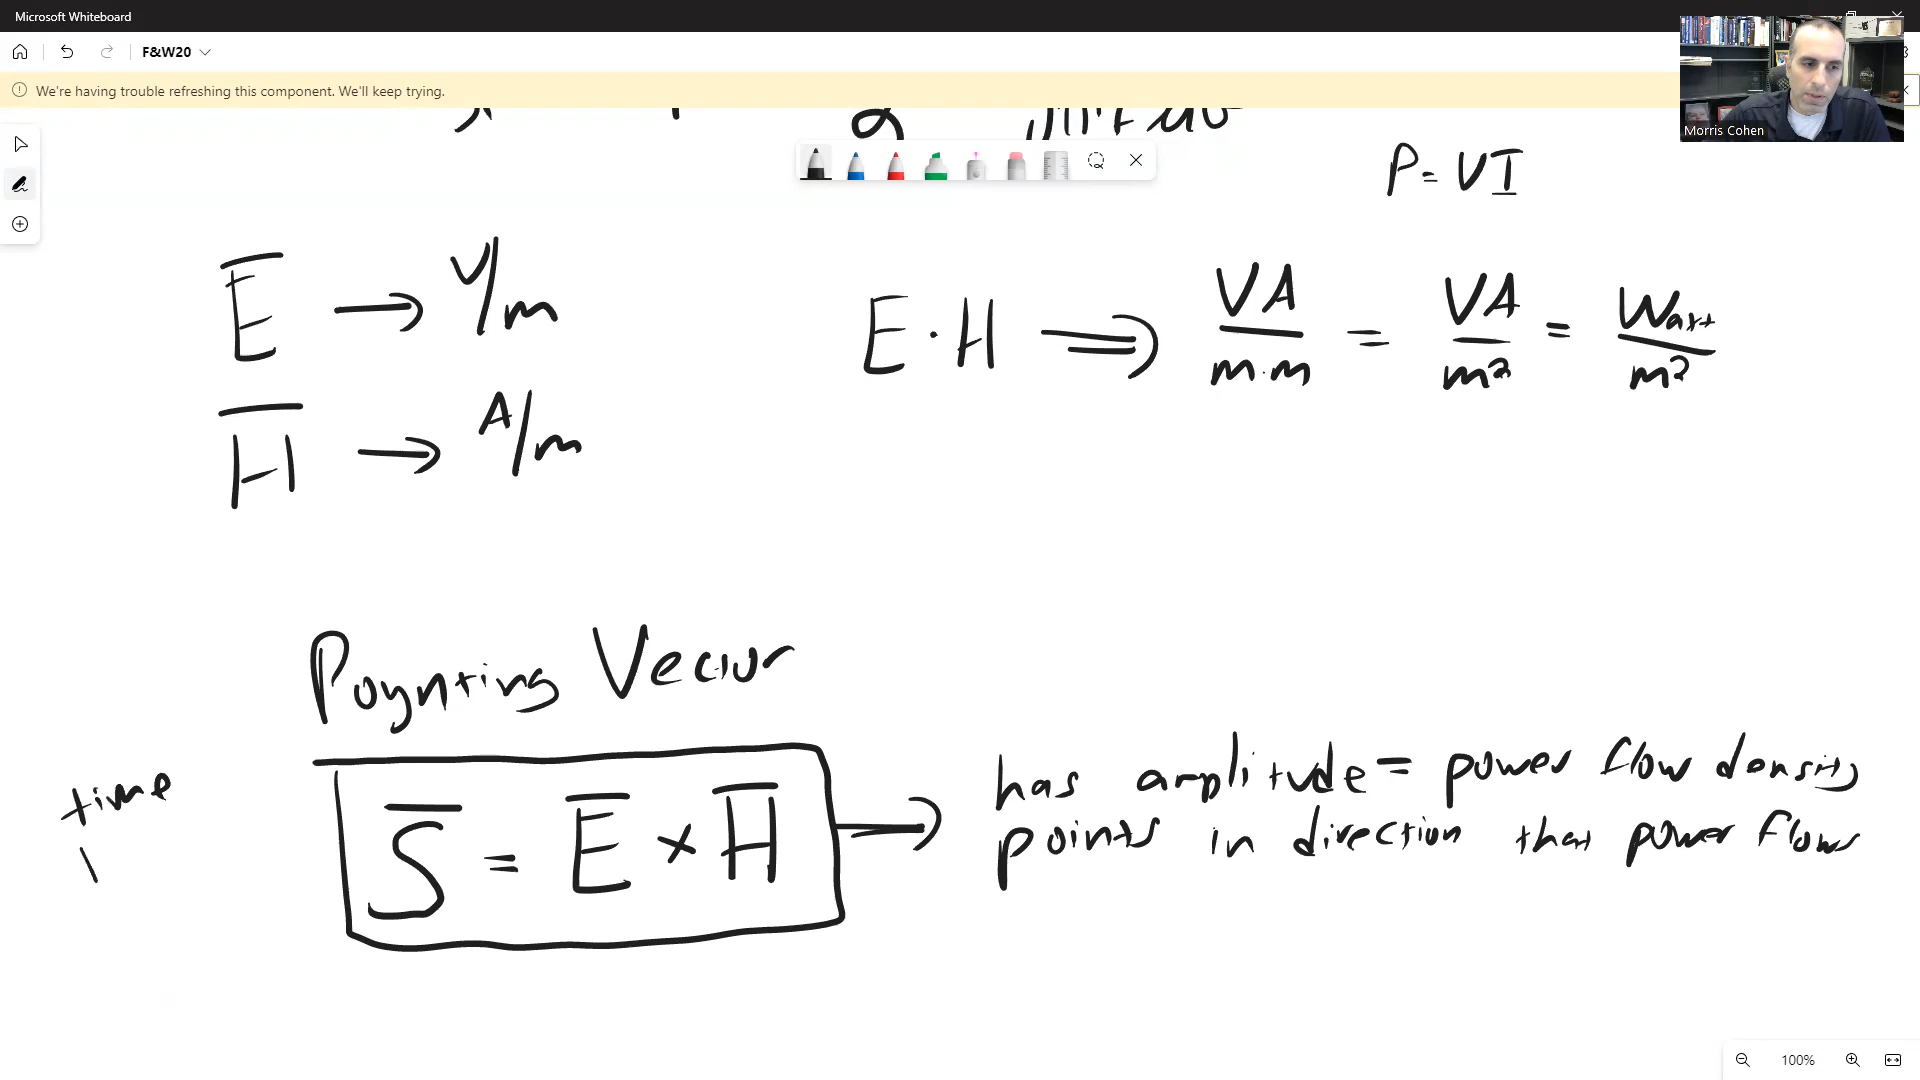 Microsoft Whiteboard
F&W20
We're having trouble refreshing this component. We'll keep trying.
Morris Cohen
P = VI
E → V/m
E · H ⟹ VA/m·m = VA/m² = Watt/m²
H → A/m
Poynting Vector
time
S = E × H → has amplitude = power flow density
points in direction that power flows
100%